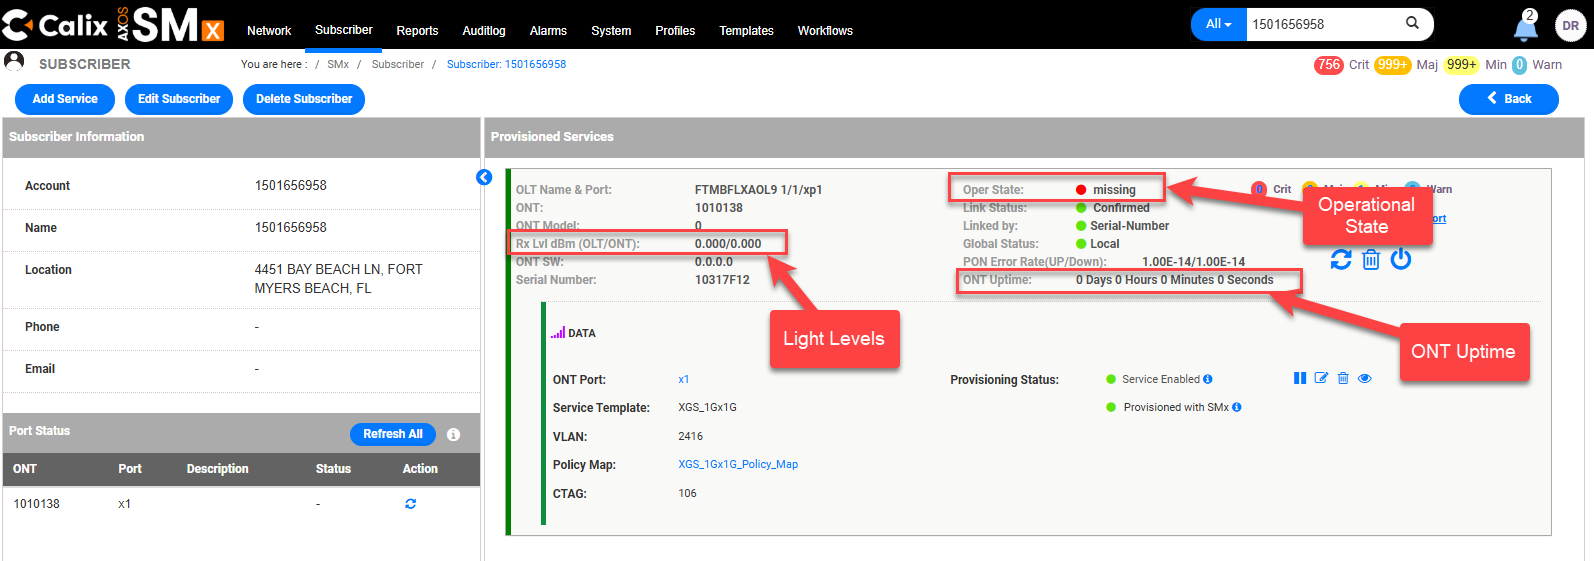 Calix AXOS SMx
Network Subscriber Reports Auditlog Alarms System Profiles Templates Workflows
All 1501656958
2
DR
SUBSCRIBER
You are here : / SMx / Subscriber / Subscriber: 1501656958
756 Crit 999+ Maj 999+ Min 0 Warn
Add Service Edit Subscriber Delete Subscriber
Back
Subscriber Information
Account 1501656958
Name 1501656958
Location 4451 BAY BEACH LN, FORT
MYERS BEACH, FL
Phone -
Email -
Port Status
Refresh All
ONT Port Description Status Action
1010138 x1 -
Provisioned Services
OLT Name & Port: FTMBFLXAOL9 1/1/xp1
ONT: 1010138
ONT Model: 0
Rx Lvl dBm (OLT/ONT): 0.000/0.000
ONT SW: 0.0.0.0
Serial Number: 10317F12
Oper State: missing
Link Status: Confirmed
Linked by: Serial-Number
Global Status: Local
PON Error Rate(UP/Down): 1.00E-14/1.00E-14
ONT Uptime: 0 Days 0 Hours 0 Minutes 0 Seconds
0 Crit
Warn
Operational
State
Light Levels
ONT Uptime
DATA
ONT Port: x1
Service Template: XGS_1Gx1G
VLAN: 2416
Policy Map: XGS_1Gx1G_Policy_Map
CTAG: 106
Provisioning Status: Service Enabled
Provisioned with SMx